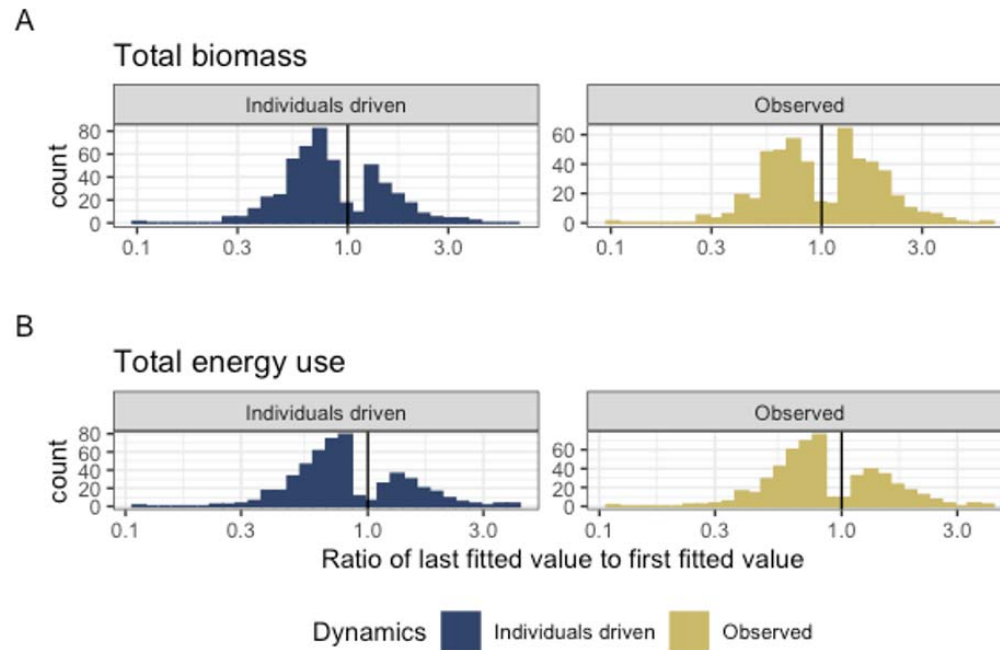 A
Total biomass
Individuals driven
Observed
count
80
60
40
20
0
0.1 0.3 1.0 3.0
60
40
20
0
0.1 0.3 1.0 3.0
B
Total energy use
Individuals driven
Observed
count
80
60
40
20
0
0.1 0.3 1.0 3.0
60
40
20
0
0.1 0.3 1.0 3.0
Ratio of last fitted value to first fitted value
Dynamics Individuals driven Observed